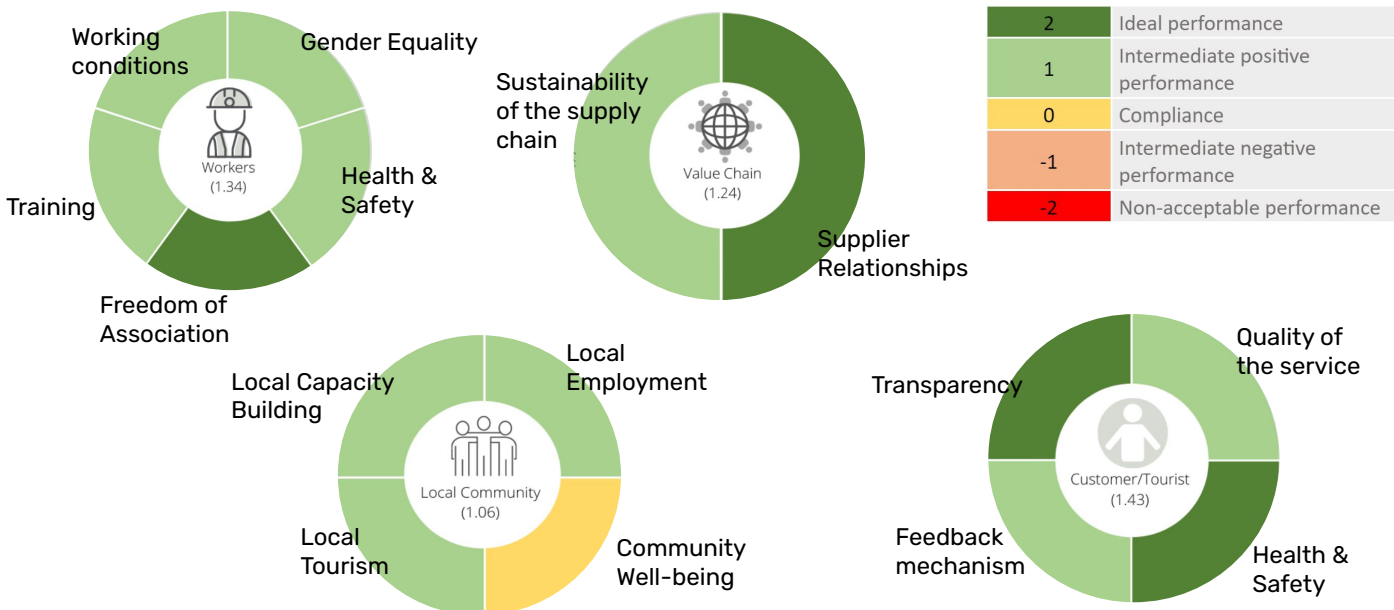 Working
conditions
Gender Equality
Workers
(1.34)
Training
Health &
Safety
Freedom of
Association
Sustainability
of the supply
chain
Value Chain
(1.24)
Supplier
Relationships
2 Ideal performance
1 Intermediate positive
performance
0 Compliance
-1 Intermediate negative
performance
-2 Non-acceptable performance
Local Capacity
Building
Local
Employment
Local Community
(1.06)
Local
Tourism
Community
Well-being
Transparency
Quality of
the service
Customer/Tourist
(1.43)
Feedback
mechanism
Health &
Safety